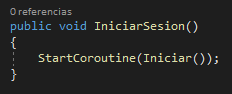 0 referencias
public void IniciarSesion()
{
    StartCoroutine(Iniciar());
}